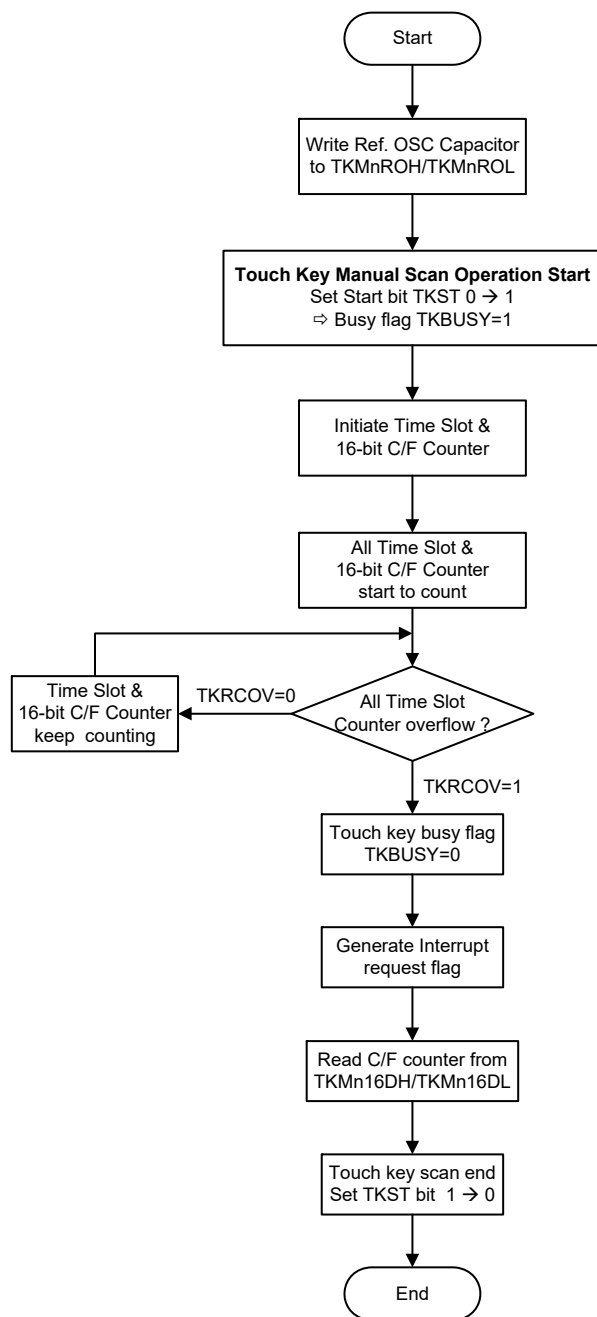 Start
Write Ref. OSC Capacitor
to TKMnROH/TKMnROL
Touch Key Manual Scan Operation Start
Set Start bit TKST 0 → 1
⇨ Busy flag TKBUSY=1
Initiate Time Slot &
16-bit C/F Counter
All Time Slot &
16-bit C/F Counter
start to count
All Time Slot
Counter overflow ?
TKRCOV=0
Time Slot &
16-bit C/F Counter
keep counting
TKRCOV=1
Touch key busy flag
TKBUSY=0
Generate Interrupt
request flag
Read C/F counter from
TKMn16DH/TKMn16DL
Touch key scan end
Set TKST bit 1 → 0
End